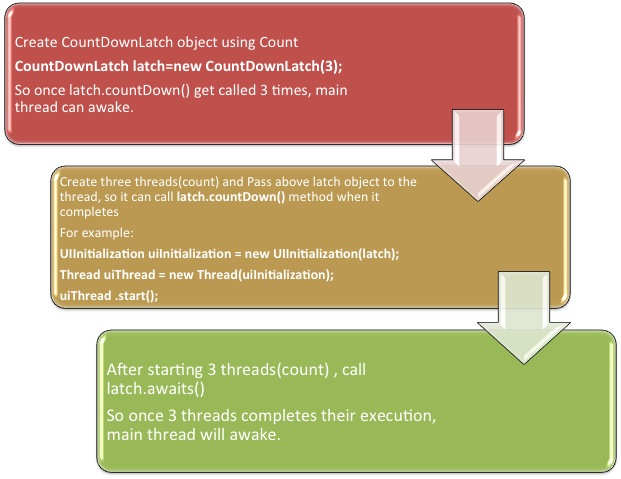 Create CountDownLatch object using Count
CountDownLatch latch=new CountDownLatch(3);
So once latch.countDown() get called 3 times, main
thread can awake.
Create three threads(count) and Pass above latch object to the
thread, so it can call latch.countDown() method when it
completes
For example:
UIInitialization uiInitialization = new UIInitialization(latch);
Thread uiThread = new Thread(uiInitialization);
uiThread .start();
After starting 3 threads(count) , call
latch.awaits()
So once 3 threads completes their execution,
main thread will awake.